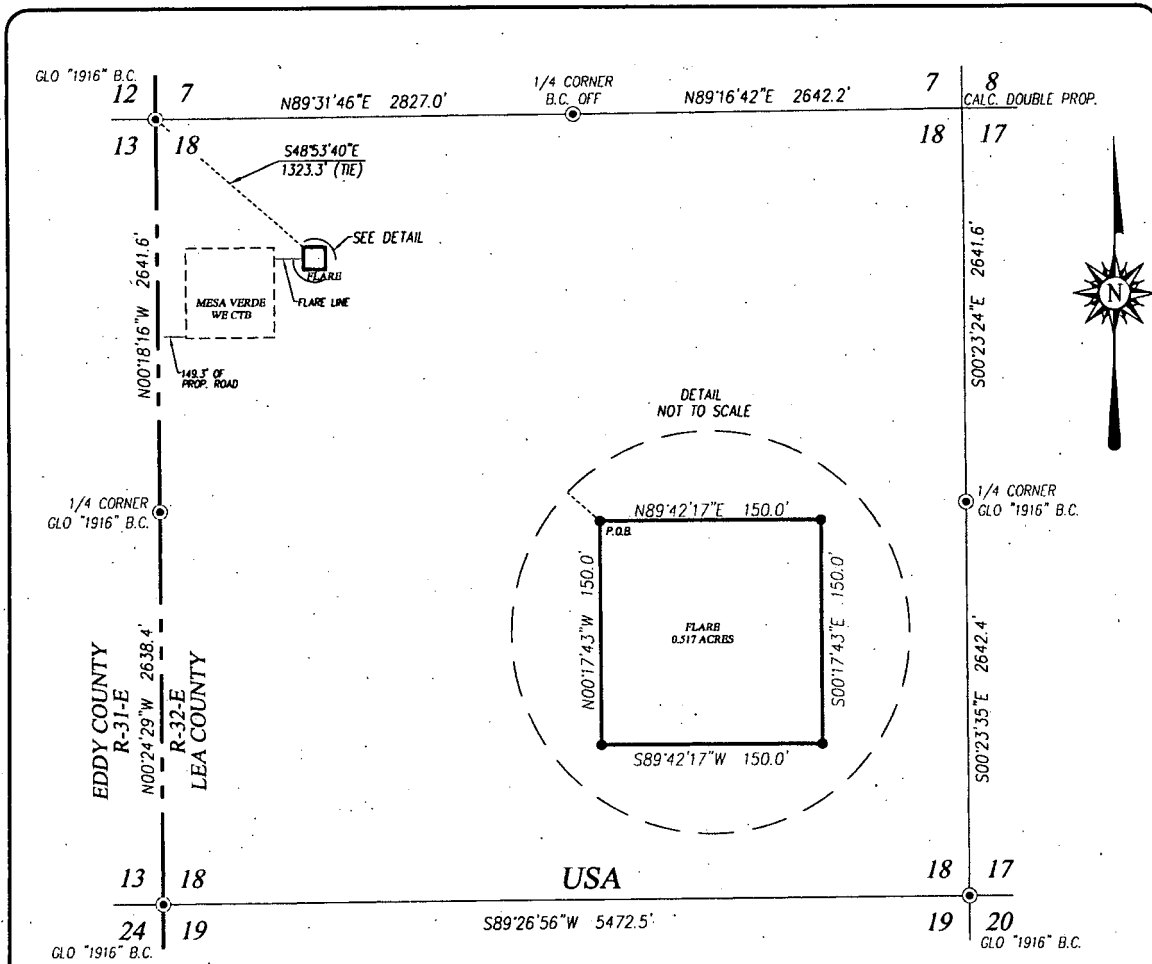 GLO "1916" B.C.
12 7
13 18
N89°31'46"E 2827.0'
1/4 CORNER
B.C. OFF
N89°16'42"E 2642.2'
7 8
CALC. DOUBLE PROP.
18 17
S48°53'40"E
1323.3' (TIE)
SEE DETAIL
FLARE
FLARE LINE
MESA VERDE
WE CTB
149.3' OF
PROP. ROAD
N00°18'16"W 2641.6'
S00°23'24"E 2641.6'
N
DETAIL
NOT TO SCALE
1/4 CORNER
GLO "1916" B.C.
1/4 CORNER
GLO "1916" B.C.
N89°42'17"E 150.0'
P.O.B.
N00°17'43"W 150.0'
FLARE
0.517 ACRES
S00°17'43"E 150.0'
S89°42'17"W 150.0'
EDDY COUNTY
R-31-E
N00°24'29"W 2638.4'
R-32-E
LEA COUNTY
S00°23'35"E 2642.4'
13 18
24 19
GLO "1916" B.C.
USA
S89°26'56"W 5472.5'
18 17
19 20
GLO "1916" B.C.